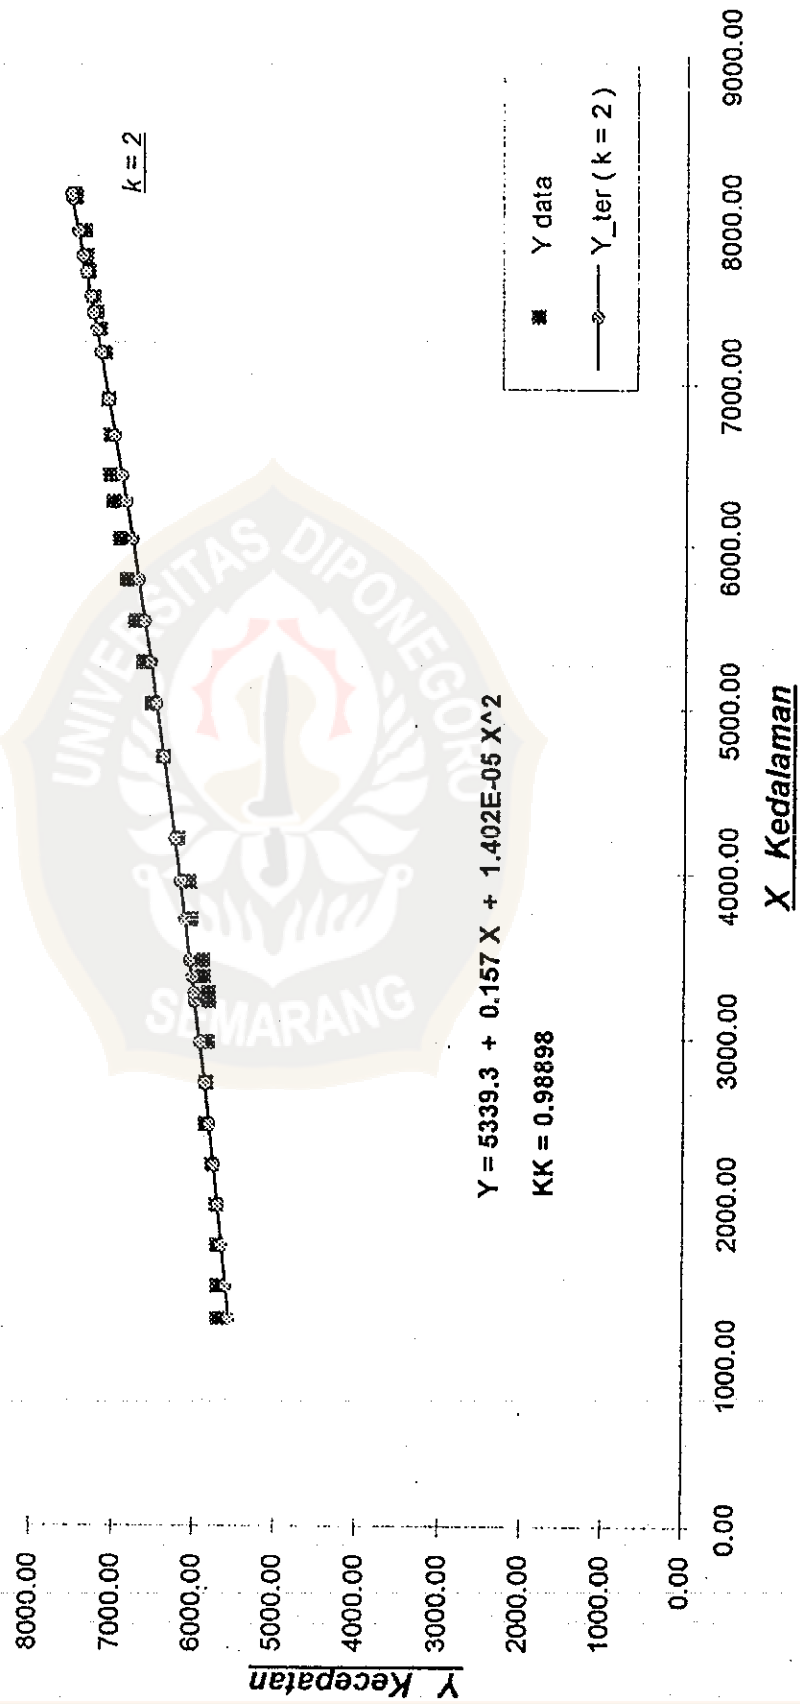 8000.00
7000.00
6000.00
5000.00
4000.00
3000.00
2000.00
1000.00
0.00
Y Kecepatan
k = 2
Y = 5339.3 + 0.157 X + 1.402E-05 X^2
KK = 0.98898
Y data
Y_ter ( k = 2 )
0.00
1000.00
2000.00
3000.00
4000.00
5000.00
6000.00
7000.00
8000.00
9000.00
X Kedalaman
UNIVERSITAS DIPONEGORO
SEMARANG